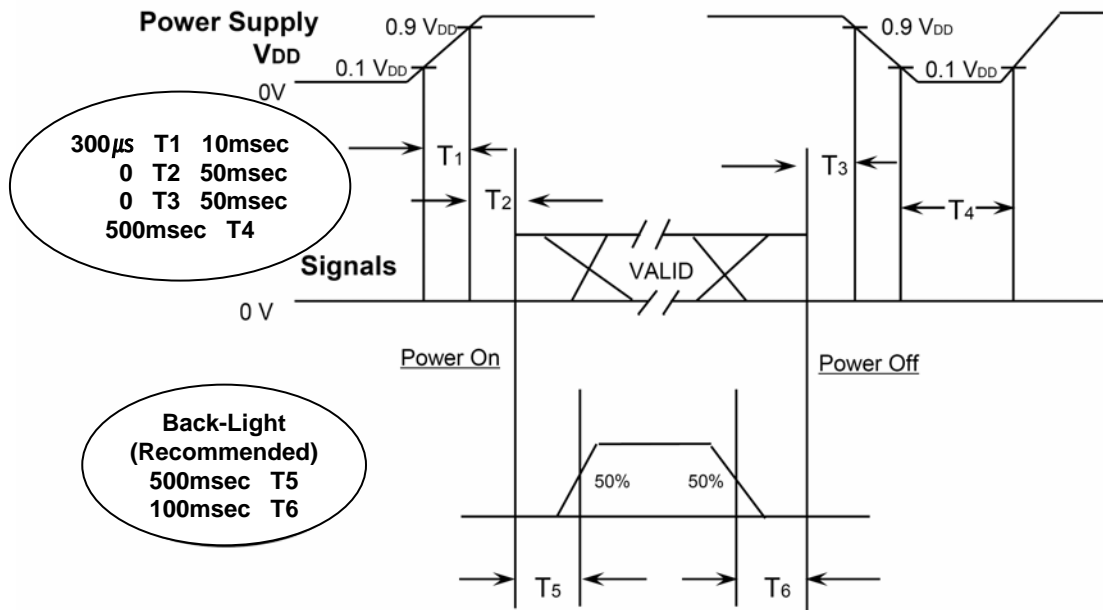 Power Supply
VDD
0.9 VDD
0.9 VDD
0.1 VDD
0.1 VDD
0V
300㎲ T1 10msec
0 T2 50msec
0 T3 50msec
500msec T4
T1
T2
T3
T4
Signals
VALID
0 V
Power On
Power Off
Back-Light
(Recommended)
500msec T5
100msec T6
50%
50%
T5
T6